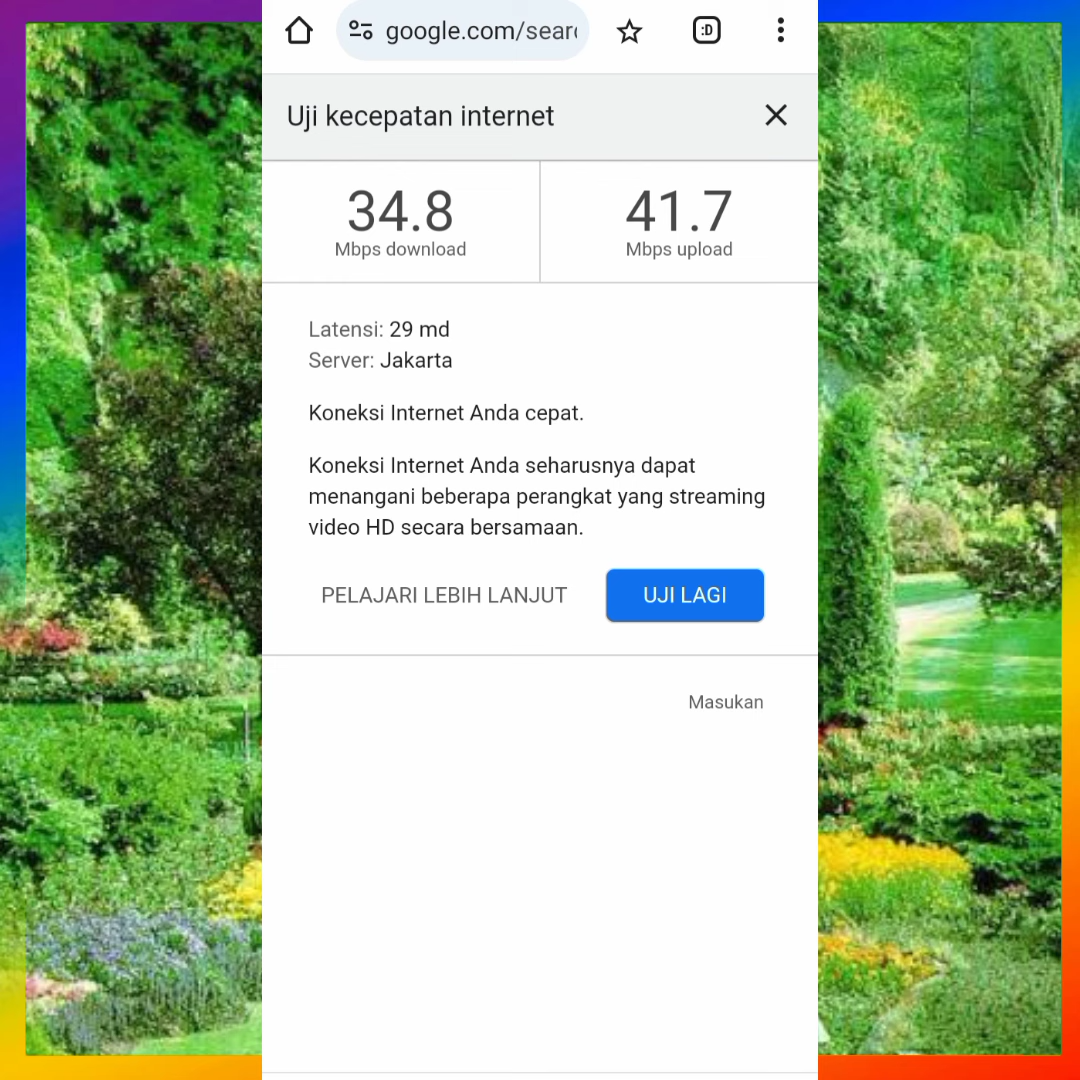 google.com/sear
:D
Uji kecepatan internet
34.8
Mbps download
41.7
Mbps upload
Latensi: 29 md
Server: Jakarta
Koneksi Internet Anda cepat.
Koneksi Internet Anda seharusnya dapat
menangani beberapa perangkat yang streaming
video HD secara bersamaan.
PELAJARI LEBIH LANJUT
UJI LAGI
Masukan